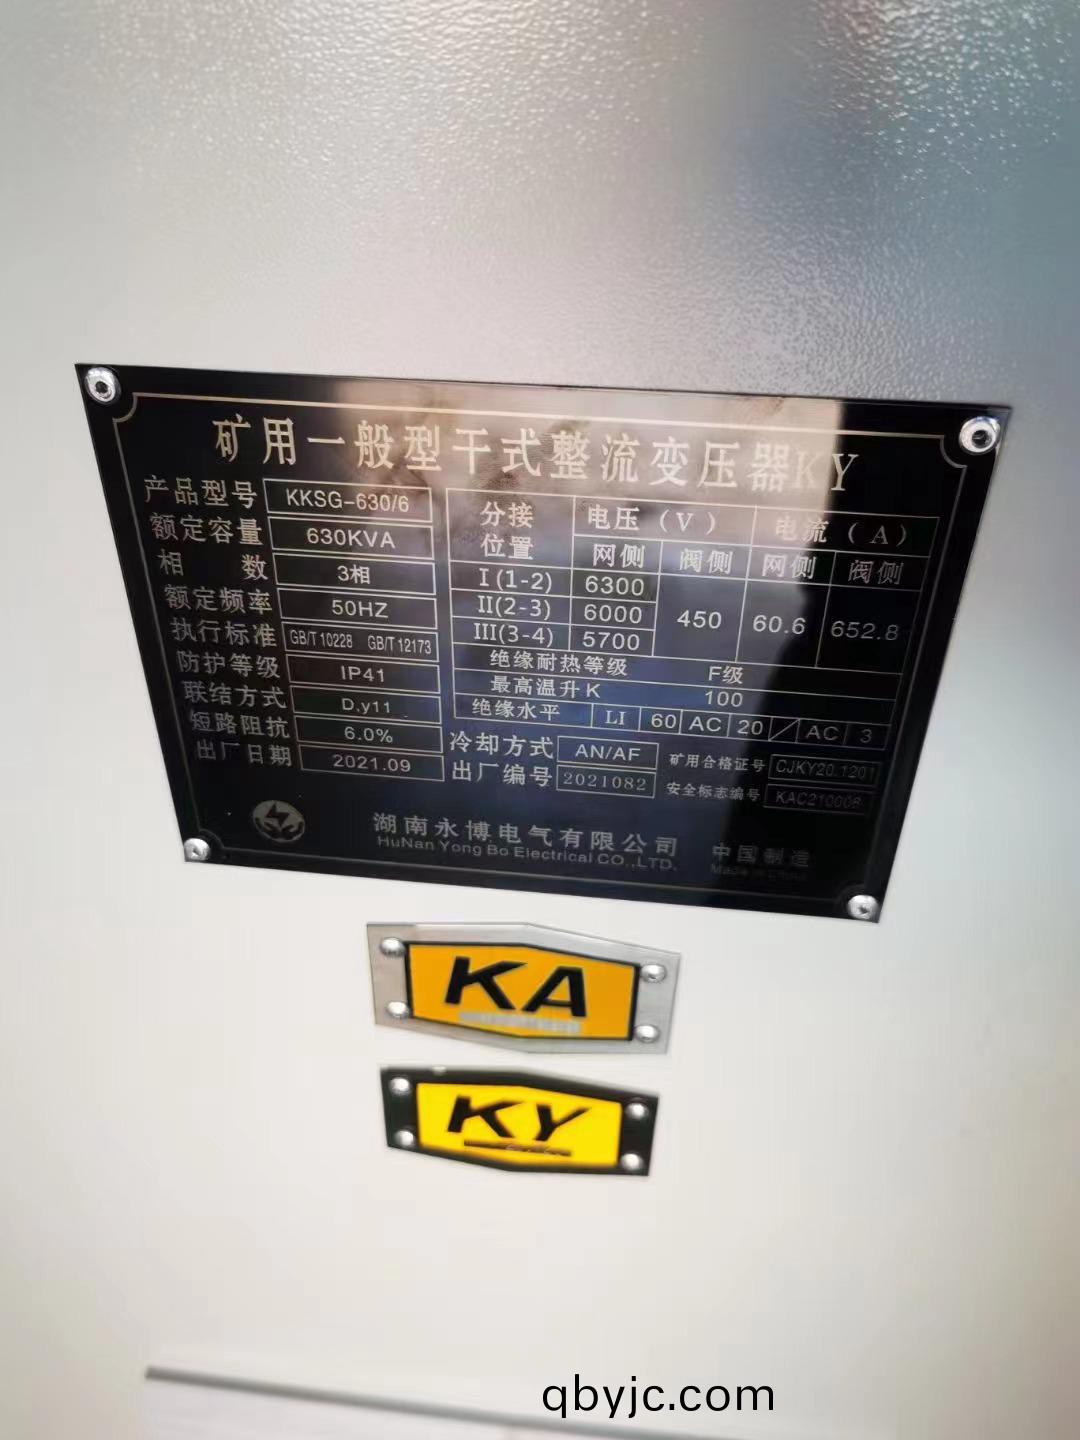 矿用一般型干式整流变压器KY
产品型号 KKSG-630/6
额定容量 630KVA
相数 3相
额定频率 50HZ
执行标准 GB/T10228 GB/T12173
防护等级 IP41
联结方式 D,y11
短路阻抗 6.0%
出厂日期 2021.09
分接位置 电压（V） 电流（A）
网侧 阀侧 网侧 阀侧
I(1-2) 6300
II(2-3) 6000 450 60.6 652.8
III(3-4) 5700
绝缘耐热等级 F级
最高温升K 100
绝缘水平 LI 60 AC 20 / AC 3
冷却方式 AN/AF 矿用合格证号 CJKY20.1201
出厂编号 2021082 安全标志编号 KAC210008
湖南永博电气有限公司 中国制造
HuNan Yong Bo Electrical CO.,LTD. Made in China
KA
KY
qbyjc.com